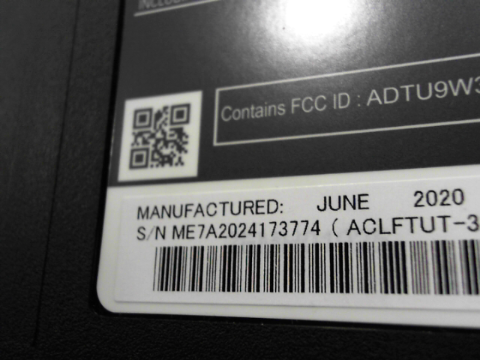 Contains FCC ID : ADTU9W3
MANUFACTURED: JUNE 2020
S/N ME7A2024173774 ( ACLFTUT-3